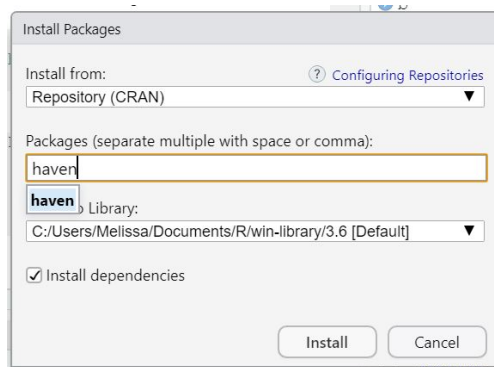 Install Packages
Install from:
? Configuring Repositories
Repository (CRAN)
Packages (separate multiple with space or comma):
haven
haven
Library:
C:/Users/Melissa/Documents/R/win-library/3.6 [Default]
Install dependencies
Install
Cancel